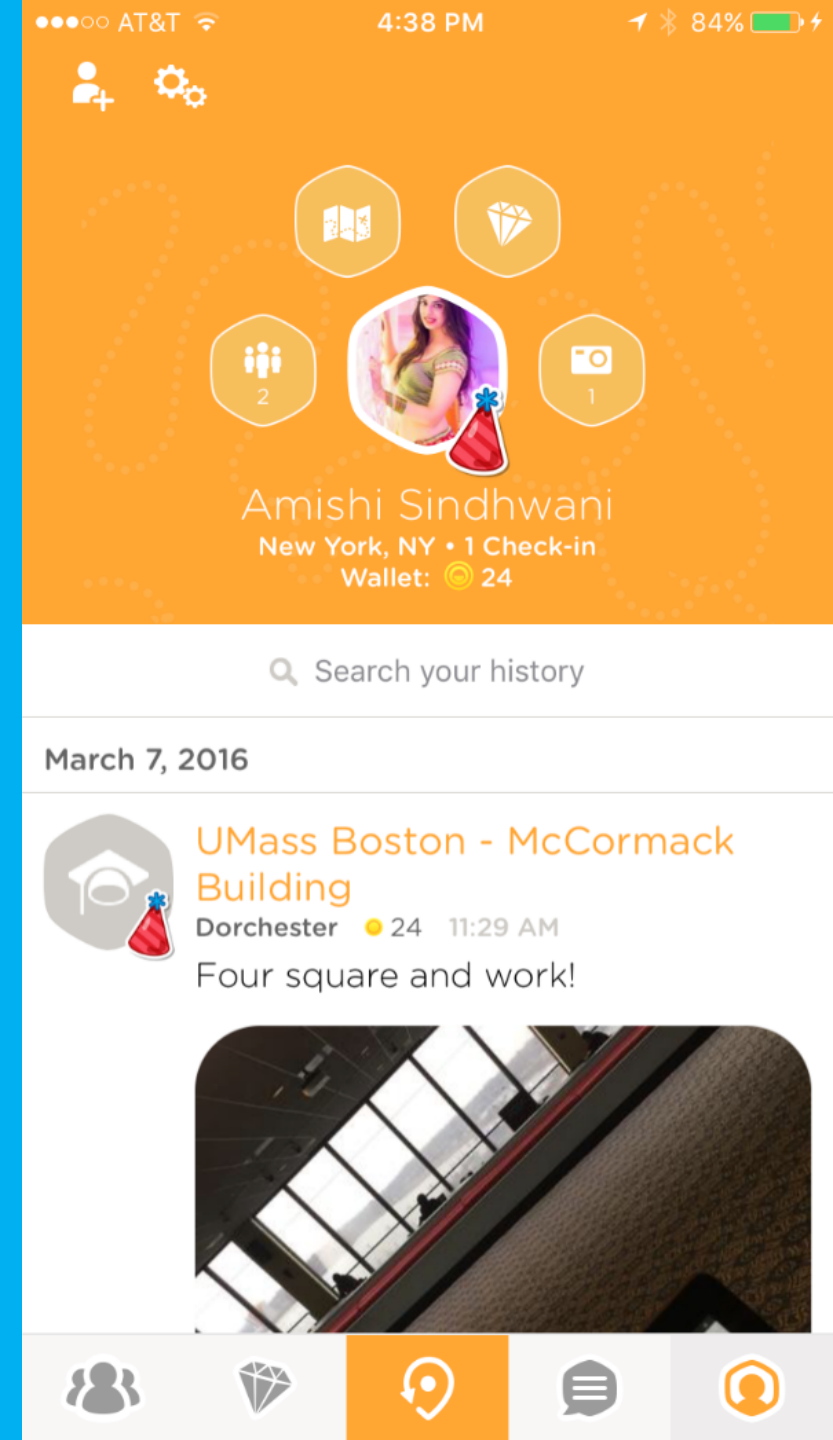 AT&T 4:38 PM 84%
2 1
Amishi Sindhwani
New York, NY • 1 Check-in
Wallet: 24
Search your history
March 7, 2016
UMass Boston - McCormack
Building
Dorchester 24 11:29 AM
Four square and work!